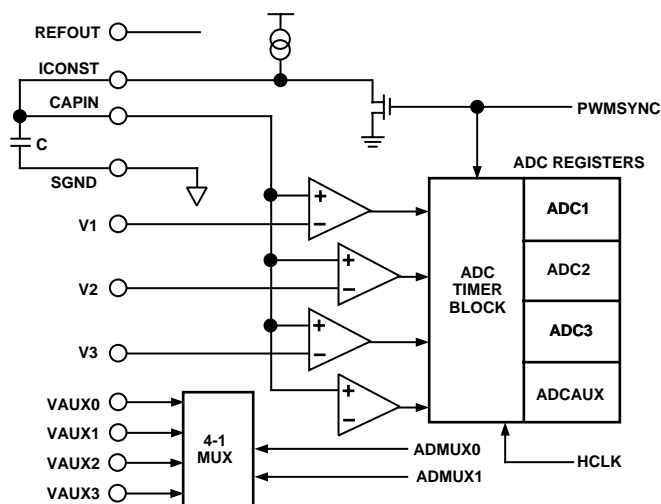 REFOUT
ICONST
CAPIN
C
SGND
V1
V2
V3
VAUX0
VAUX1
VAUX2
VAUX3
4-1
MUX
+
–
+
–
+
–
+
–
PWMSYNC
ADC REGISTERS
ADC
TIMER
BLOCK
ADC1
ADC2
ADC3
ADCAUX
ADMUX0
ADMUX1
HCLK